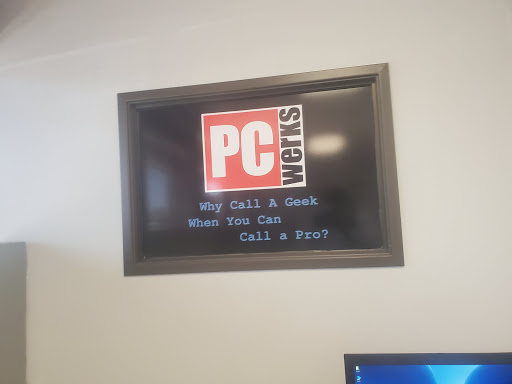 PC werks
Why Call A Geek
When You Can
Call a Pro?